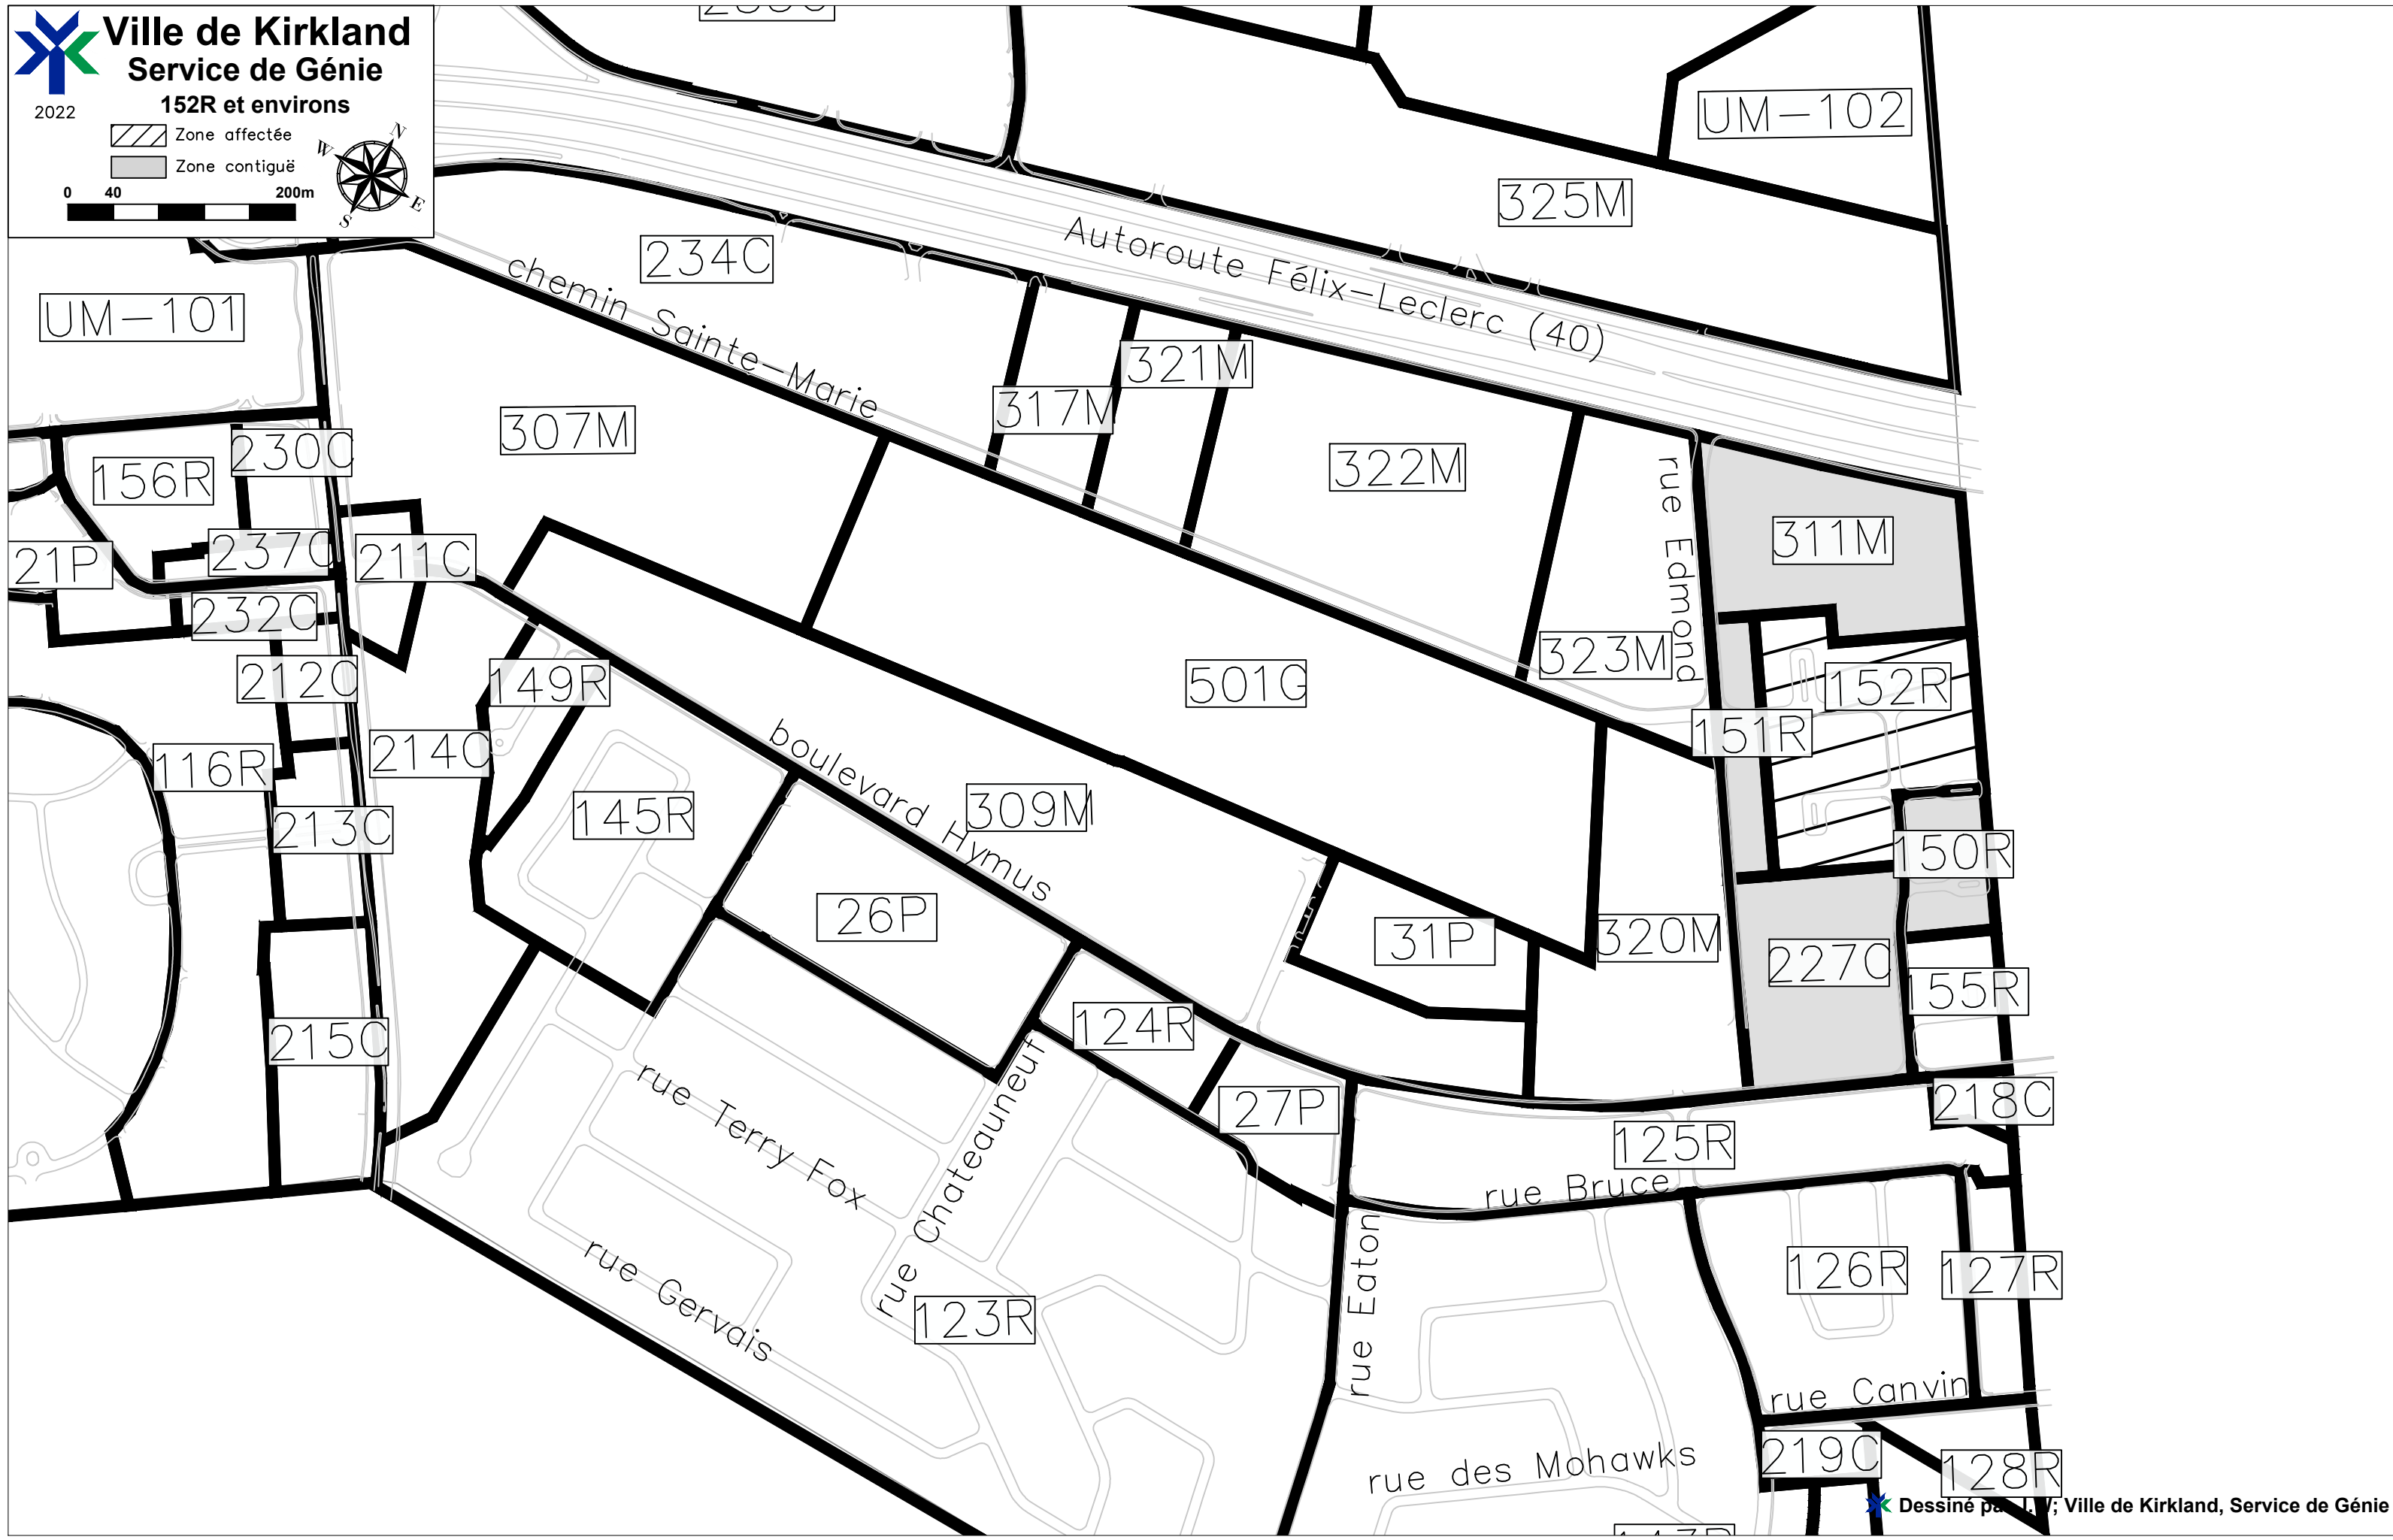 Ville de Kirkland
Service de Génie
152R et environs
2022
Zone affectée
Zone contiguë
N
W
E
S
0 40 200m
UM-102
325M
234C
Autoroute Félix-Leclerc (40)
chemin Sainte-Marie
UM-101
321M
317M
307M
230C
322M
156R
rue Edmond
311M
237C
211C
21P
232C
323M
212C
149R
501G
152R
151R
214C
116R
boulevard Hymus
145R
309M
213C
150R
26P
31P
320M
227C
155R
124R
215C
27P
218C
rue Terry Fox
rue Chateauneuf
125R
rue Bruce
rue Gervais
rue Eaton
126R
127R
123R
rue Canvin
219C
rue des Mohawks
128R
Ville de Kirkland, Service de Génie